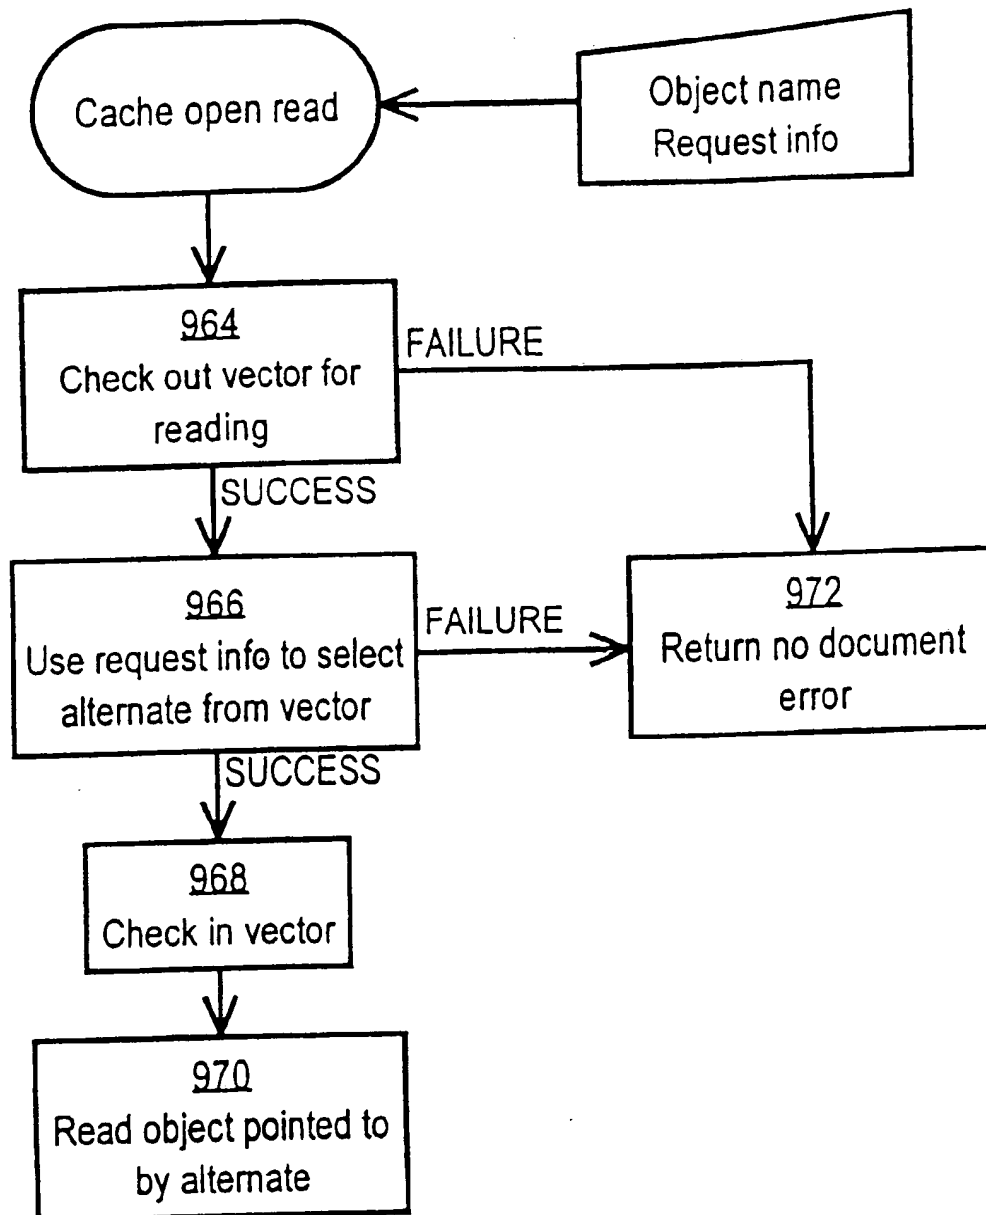 Cache open read
Object name
Request info
964
Check out vector for
reading
FAILURE
SUCCESS
966
Use request info to select
alternate from vector
FAILURE
972
Return no document
error
SUCCESS
968
Check in vector
970
Read object pointed to
by alternate